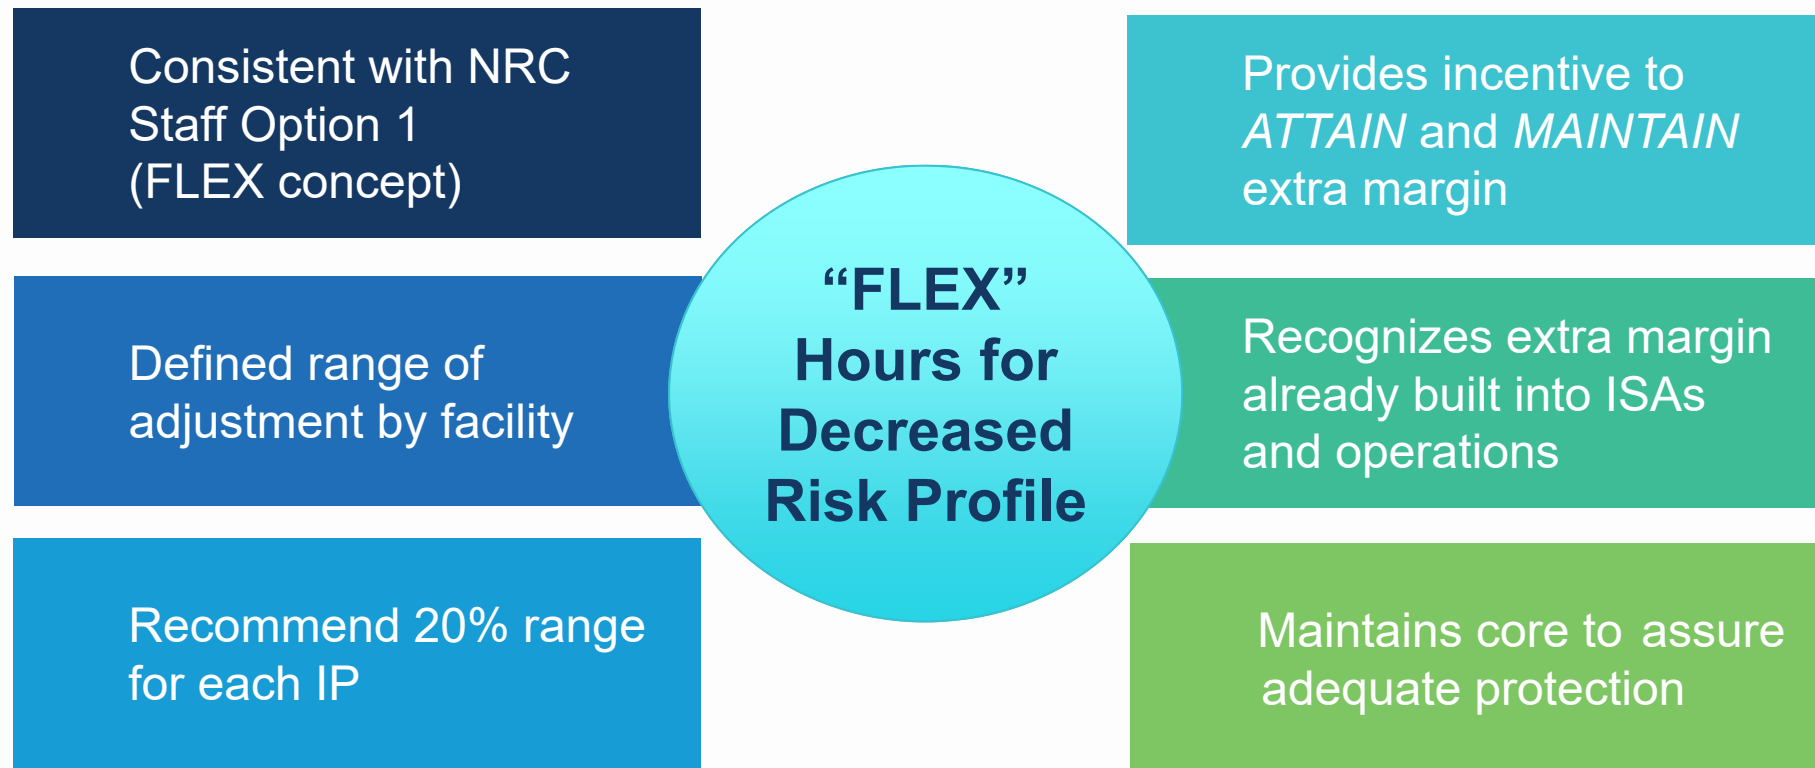 Consistent with NRC
Staff Option 1
(FLEX concept)
Defined range of
adjustment by facility
Recommend 20% range
for each IP
“FLEX”
Hours for
Decreased
Risk Profile
Provides incentive to
ATTAIN and MAINTAIN
extra margin
Recognizes extra margin
already built into ISAs
and operations
Maintains core to assure
adequate protection